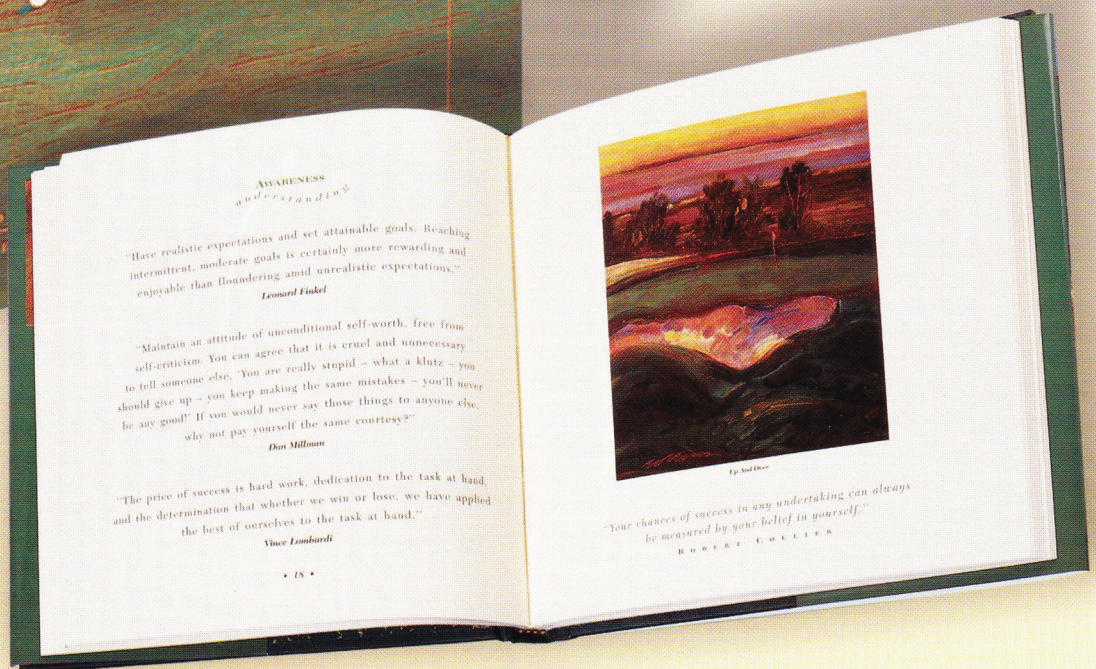 AWARENESS
understanding
"Have realistic expectations and set attainable goals. Reaching
intermittent, moderate goals is certainly more rewarding and
enjoyable than floundering amid unrealistic expectations."
Leonard Finkel
"Maintain an attitude of unconditional self-worth, free from
self-criticism. You can agree that it is cruel and unnecessary
to tell someone else, 'You are really stupid – what a klutz – you
should give up – you keep making the same mistakes – you'll never
be any good!' If you would never say those things to anyone else,
why not pay yourself the same courtesy?"
Dan Millman
"The price of success is hard work, dedication to the task at hand,
and the determination that whether we win or lose, we have applied
the best of ourselves to the task at hand."
Vince Lombardi
• 18 •
Up And Over
"Your chances of success in any undertaking can always
be measured by your belief in yourself."
ROBERT COLLIER